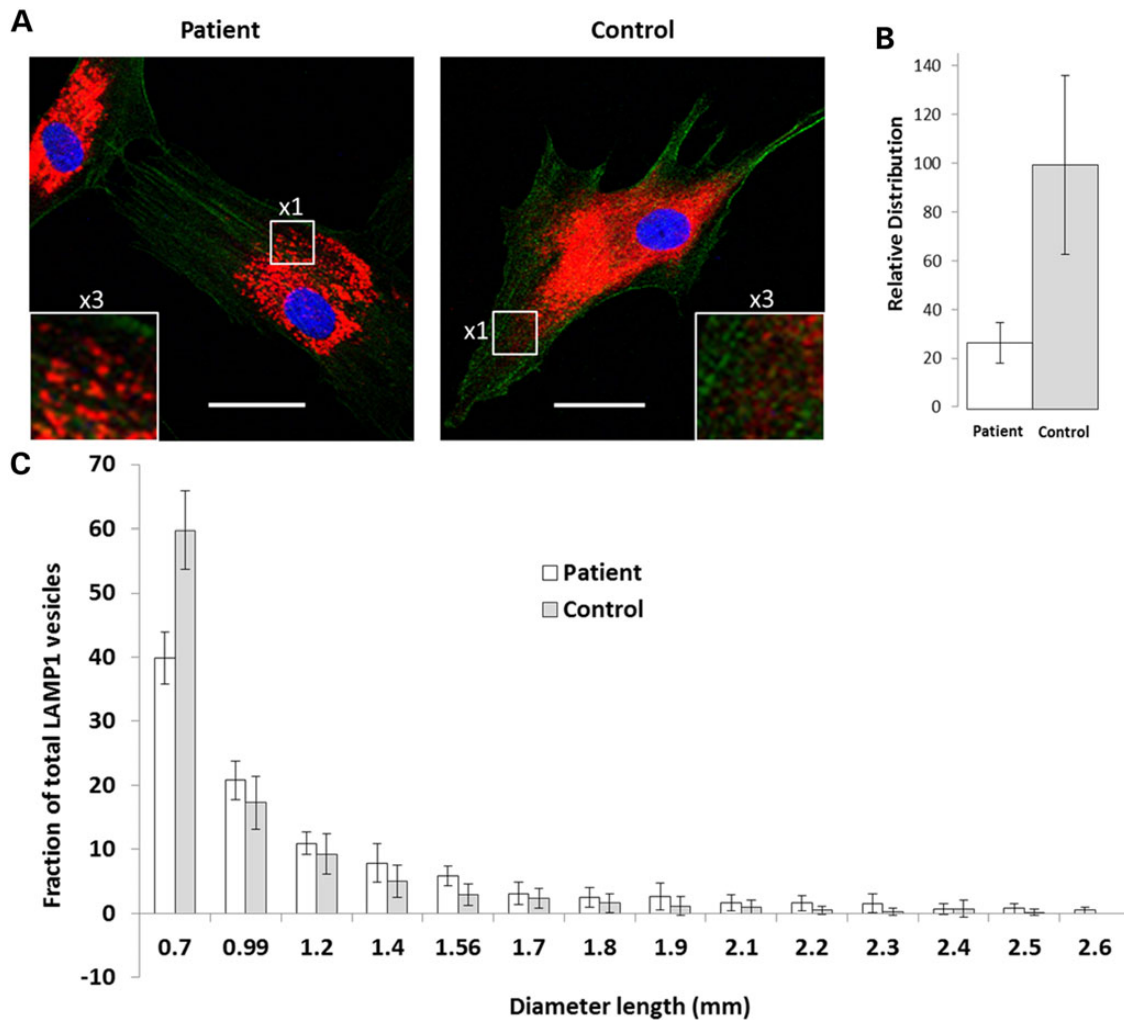 A
Patient
Control
x1
x3
x1
x3
B
Relative Distribution
140
120
100
80
60
40
20
0
Patient
Control
C
Fraction of total LAMP1 vesicles
70
60
50
40
30
20
10
0
-10
Patient
Control
0.7 0.99 1.2 1.4 1.56 1.7 1.8 1.9 2.1 2.2 2.3 2.4 2.5 2.6
Diameter length (mm)